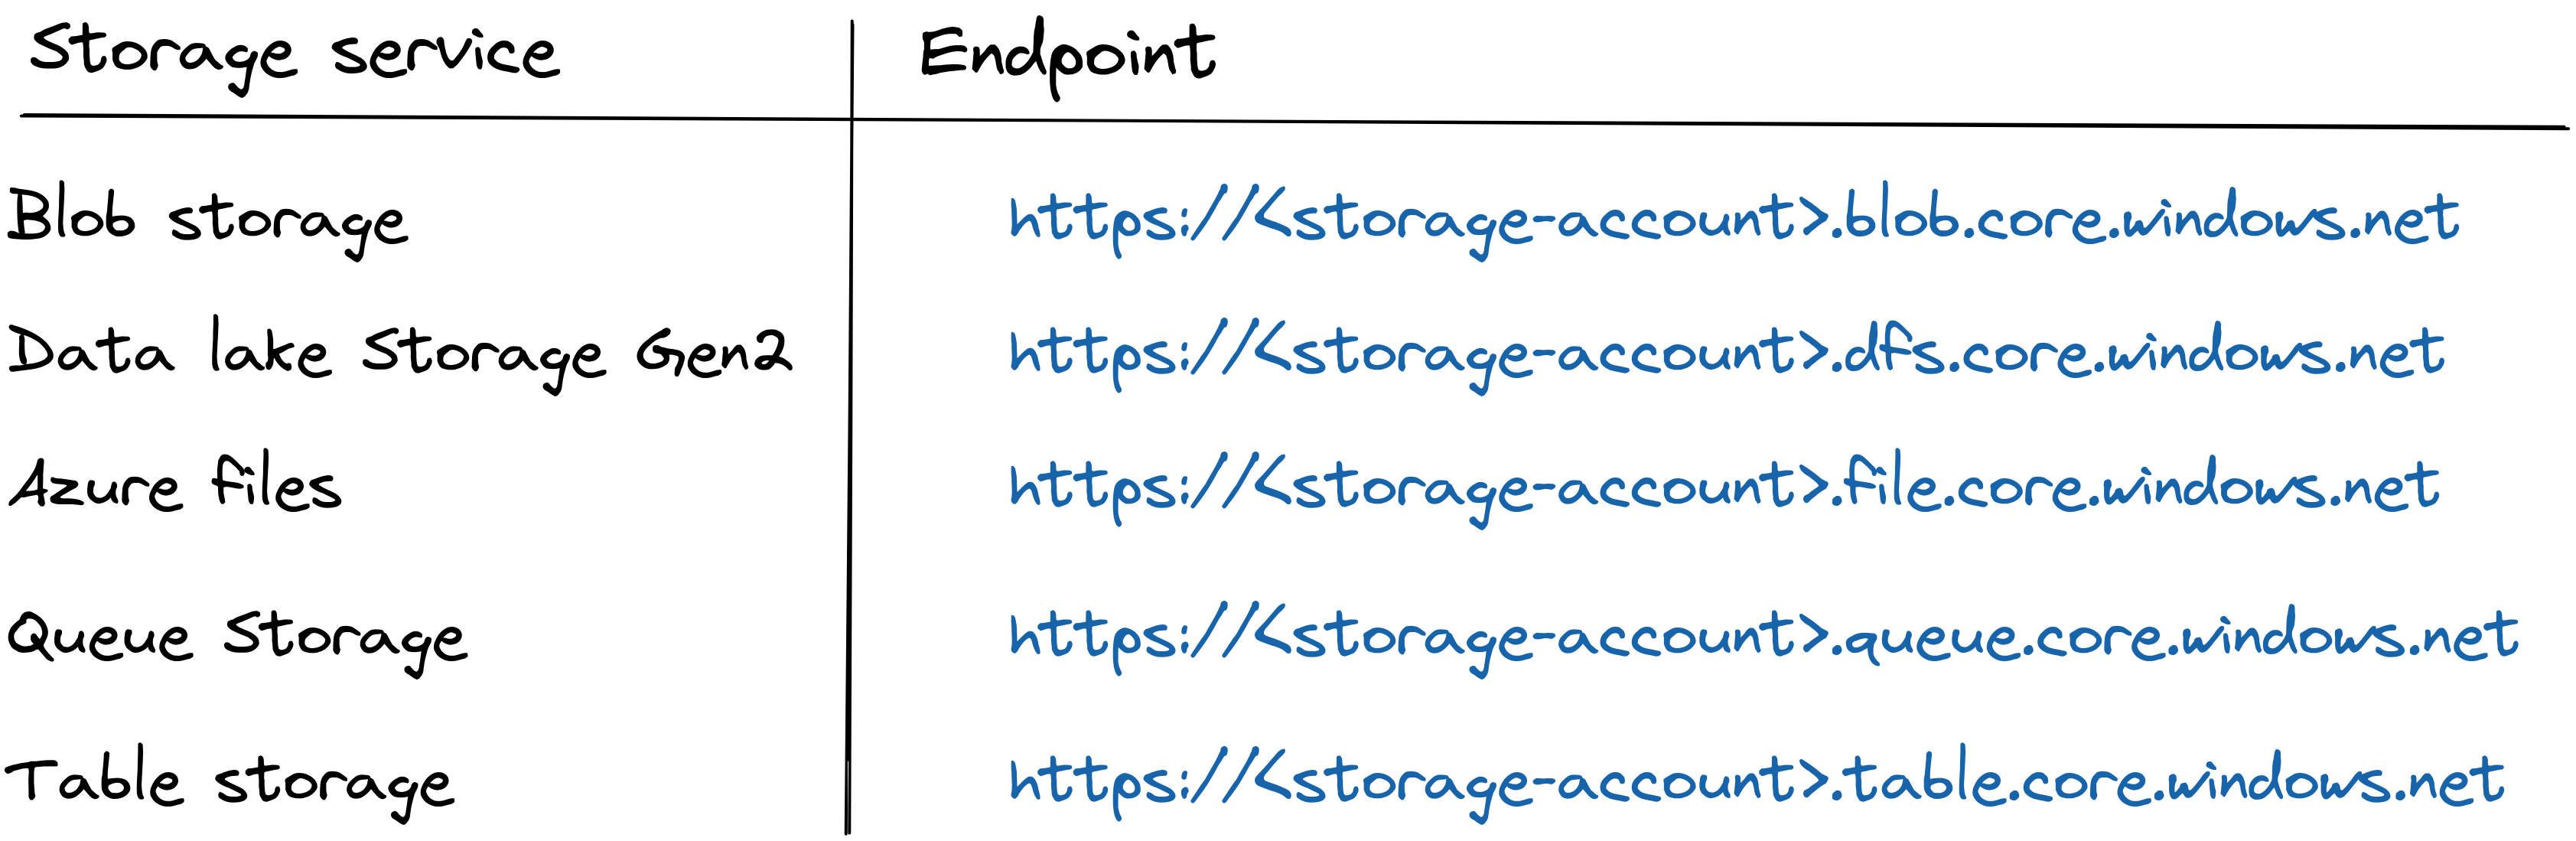 Storage service Endpoint
Blob storage https://<storage-account>.blob.core.windows.net
Data lake Storage Gen2 https://<storage-account>.dfs.core.windows.net
Azure files https://<storage-account>.file.core.windows.net
Queue Storage https://<storage-account>.queue.core.windows.net
Table storage https://<storage-account>.table.core.windows.net